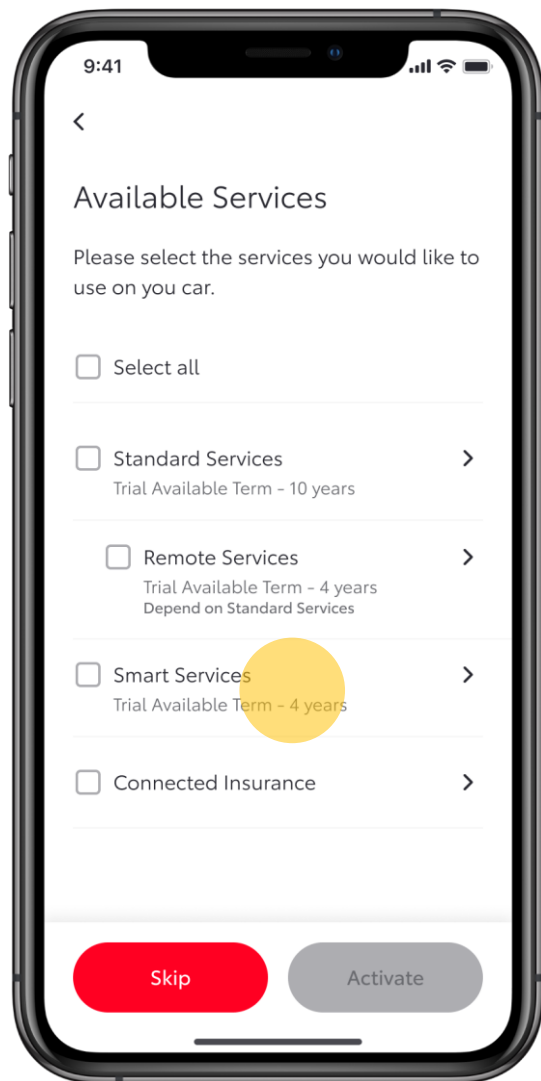 9:41
Available Services
Please select the services you would like to
use on you car.
Select all
Standard Services
Trial Available Term - 10 years
Remote Services
Trial Available Term - 4 years
Depend on Standard Services
Smart Services
Trial Available Term - 4 years
Connected Insurance
Skip
Activate